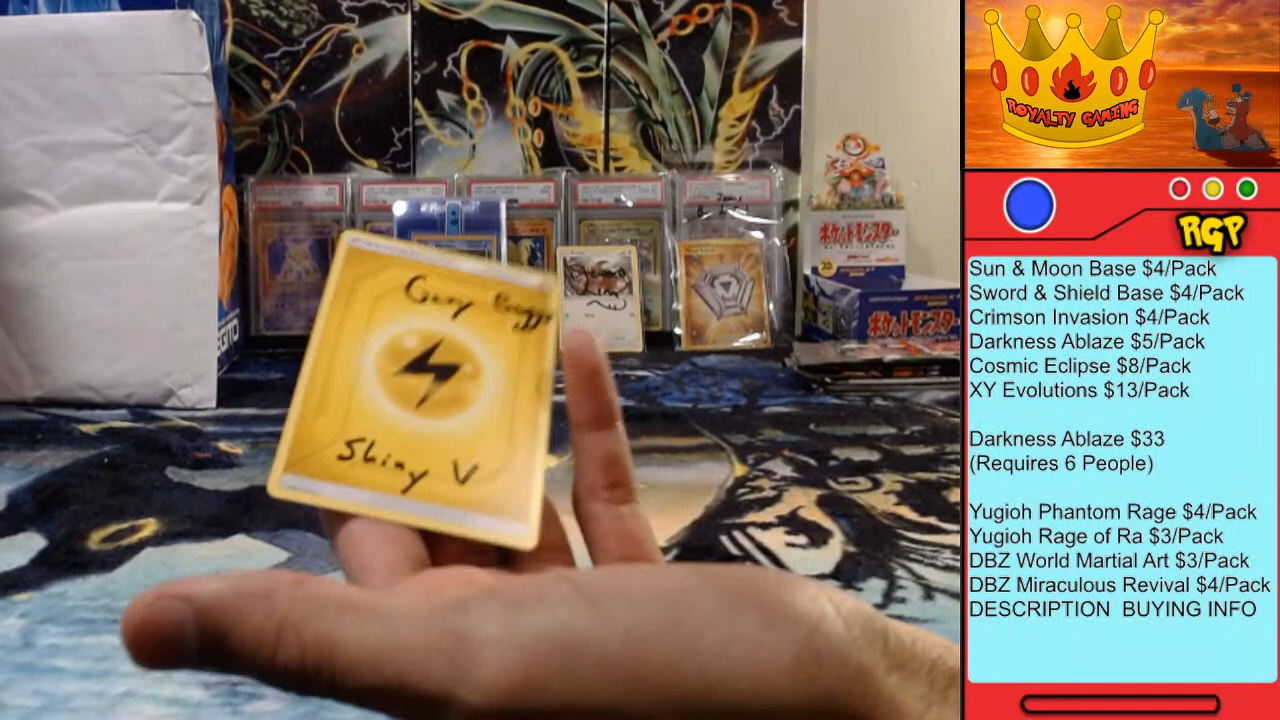 ROYALTY GAMING
RGP
Sun & Moon Base $4/Pack
Sword & Shield Base $4/Pack
Crimson Invasion $4/Pack
Darkness Ablaze $5/Pack
Cosmic Eclipse $8/Pack
XY Evolutions $13/Pack
Darkness Ablaze $33
(Requires 6 People)
Yugioh Phantom Rage $4/Pack
Yugioh Rage of Ra $3/Pack
DBZ World Martial Art $3/Pack
DBZ Miraculous Revival $4/Pack
DESCRIPTION BUYING INFO
Gary
Shiny V
ポケットモンスター
ポケットモンスター